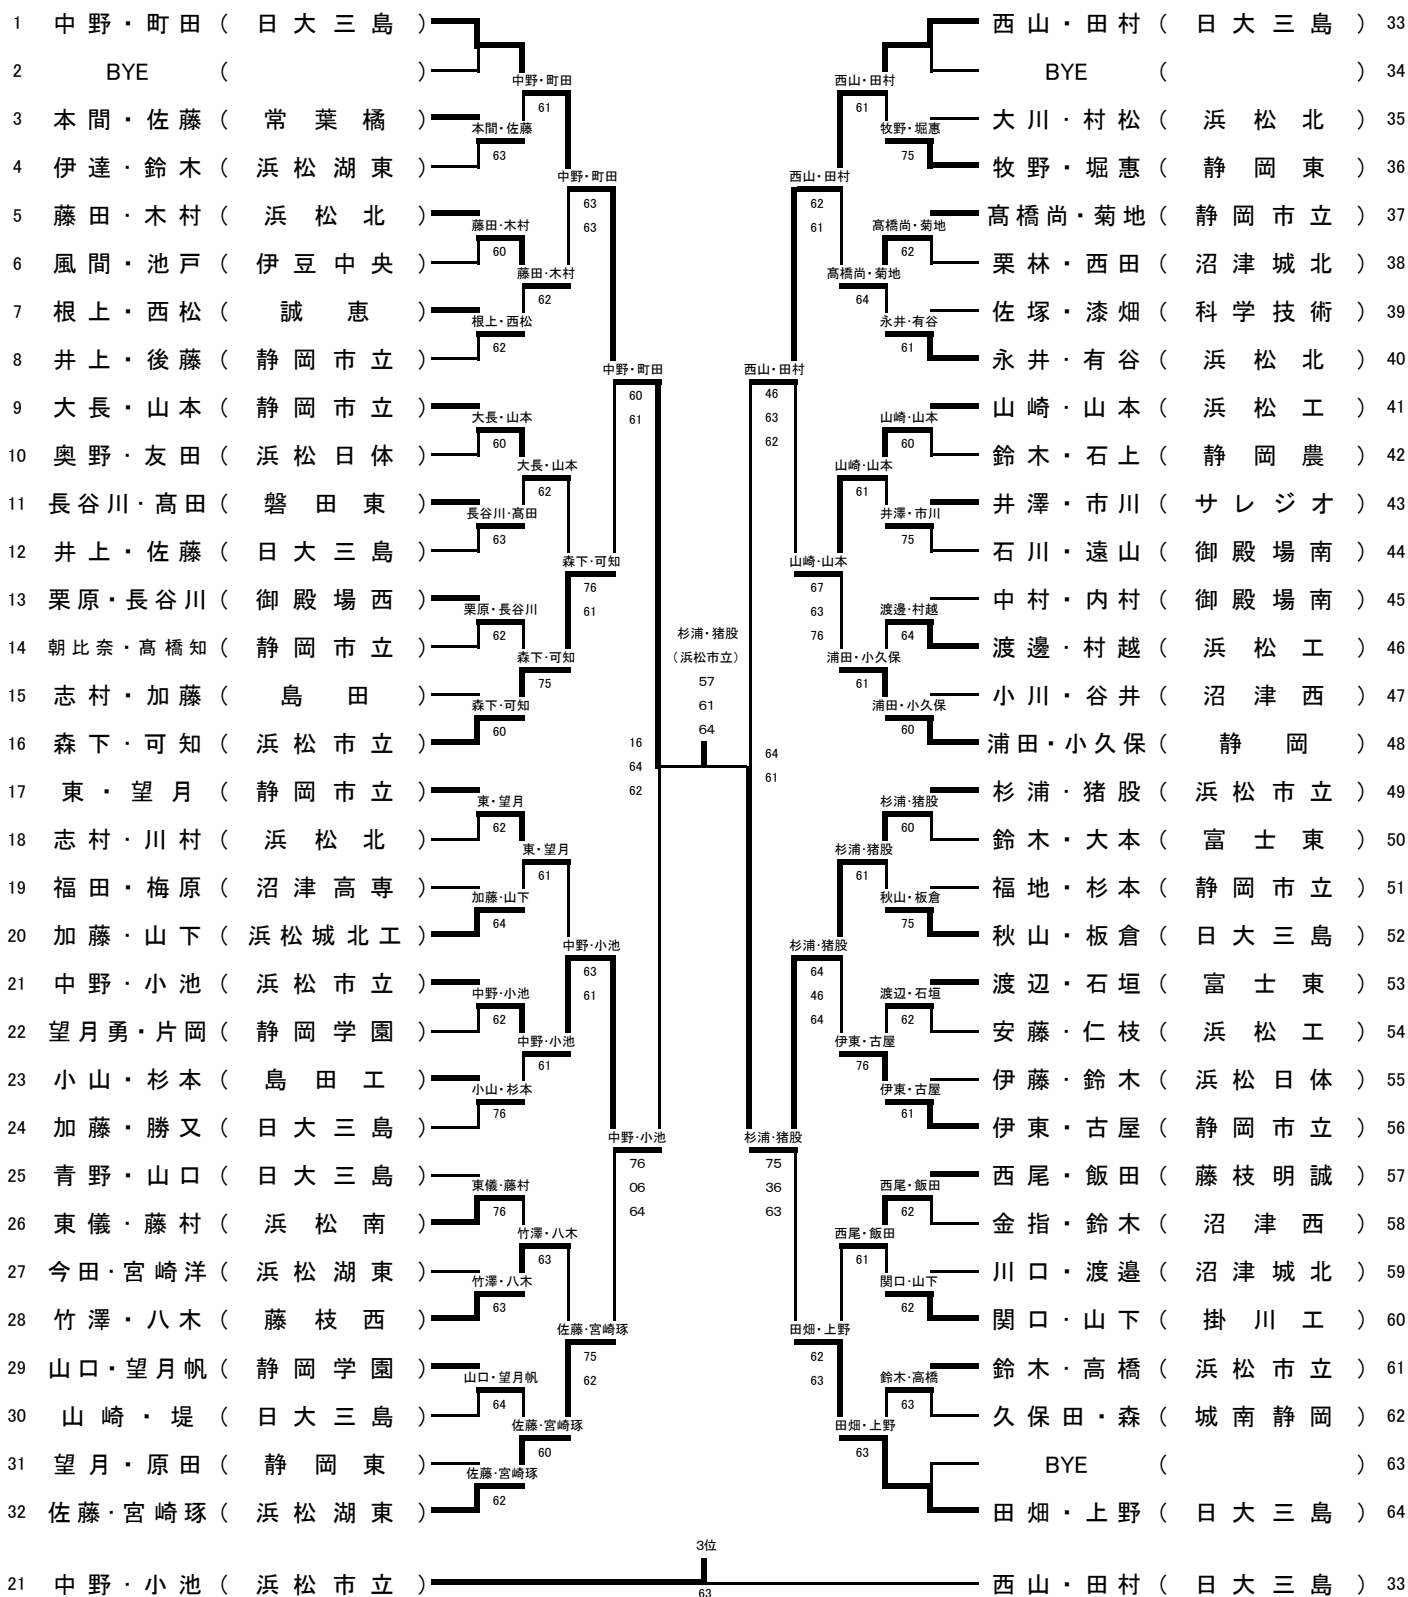 1 中野・町田 ( 日大三島 ) 西山・田村 ( 日大三島 ) 33
2 BYE ( ) BYE ( ) 34
中野・町田 西山・田村
61 61
3 本間・佐藤 ( 常葉橘 ) 大川・村松 ( 浜松北 ) 35
本間・佐藤 牧野・堀恵
63 75
4 伊達・鈴木 ( 浜松湖東 ) 牧野・堀恵 ( 静岡東 ) 36
中野・町田 西山・田村
63 62
63 61
5 藤田・木村 ( 浜松北 ) 髙橋尚・菊地 ( 静岡市立 ) 37
藤田・木村 髙橋尚・菊地
60 62
6 風間・池戸 ( 伊豆中央 ) 栗林・西田 ( 沼津城北 ) 38
藤田・木村 髙橋尚・菊地
62 64
7 根上・西松 ( 誠恵 ) 佐塚・漆畑 ( 科学技術 ) 39
根上・西松 永井・有谷
62 61
8 井上・後藤 ( 静岡市立 ) 永井・有谷 ( 浜松北 ) 40
中野・町田 西山・田村
60 46
61 63
62
9 大長・山本 ( 静岡市立 ) 山崎・山本 ( 浜松工 ) 41
大長・山本 山崎・山本
60 60
10 奥野・友田 ( 浜松日体 ) 鈴木・石上 ( 静岡農 ) 42
大長・山本 山崎・山本
62 61
11 長谷川・髙田 ( 磐田東 ) 井澤・市川 ( サレジオ ) 43
長谷川・髙田 井澤・市川
63 75
12 井上・佐藤 ( 日大三島 ) 石川・遠山 ( 御殿場南 ) 44
森下・可知 山崎・山本
76 67
61 63
76
13 栗原・長谷川 ( 御殿場西 ) 中村・内村 ( 御殿場南 ) 45
栗原・長谷川 渡邊・村越
62 64
14 朝比奈・髙橋知 ( 静岡市立 ) 渡邊・村越 ( 浜松工 ) 46
森下・可知 浦田・小久保
75 61
15 志村・加藤 ( 島田 ) 小川・谷井 ( 沼津西 ) 47
森下・可知 浦田・小久保
60 60
16 森下・可知 ( 浜松市立 ) 浦田・小久保 ( 静岡 ) 48
杉浦・猪股
(浜松市立)
57
61
64
16 64
64 61
62
17 東・望月 ( 静岡市立 ) 杉浦・猪股 ( 浜松市立 ) 49
東・望月 杉浦・猪股
62 60
18 志村・川村 ( 浜松北 ) 鈴木・大本 ( 富士東 ) 50
東・望月 杉浦・猪股
61 61
19 福田・梅原 ( 沼津高専 ) 福地・杉本 ( 静岡市立 ) 51
加藤・山下 秋山・板倉
64 75
20 加藤・山下 ( 浜松城北工 ) 秋山・板倉 ( 日大三島 ) 52
中野・小池 杉浦・猪股
63 64
61 46
64
21 中野・小池 ( 浜松市立 ) 渡辺・石垣 ( 富士東 ) 53
中野・小池 渡辺・石垣
62 62
22 望月勇・片岡 ( 静岡学園 ) 安藤・仁枝 ( 浜松工 ) 54
中野・小池 伊東・古屋
61 76
23 小山・杉本 ( 島田工 ) 伊藤・鈴木 ( 浜松日体 ) 55
小山・杉本 伊東・古屋
76 61
24 加藤・勝又 ( 日大三島 ) 伊東・古屋 ( 静岡市立 ) 56
中野・小池 杉浦・猪股
76 75
06 36
64 63
25 青野・山口 ( 日大三島 ) 西尾・飯田 ( 藤枝明誠 ) 57
東儀・藤村 西尾・飯田
76 62
26 東儀・藤村 ( 浜松南 ) 金指・鈴木 ( 沼津西 ) 58
竹澤・八木 西尾・飯田
63 61
27 今田・宮崎洋 ( 浜松湖東 ) 川口・渡邉 ( 沼津城北 ) 59
竹澤・八木 関口・山下
63 62
28 竹澤・八木 ( 藤枝西 ) 関口・山下 ( 掛川工 ) 60
佐藤・宮崎琢 田畑・上野
75 62
62 63
29 山口・望月帆 ( 静岡学園 ) 鈴木・高橋 ( 浜松市立 ) 61
山口・望月帆 鈴木・高橋
64 63
30 山崎・堤 ( 日大三島 ) 久保田・森 ( 城南静岡 ) 62
佐藤・宮崎琢 田畑・上野
60 63
31 望月・原田 ( 静岡東 ) BYE ( ) 63
佐藤・宮崎琢
62
32 佐藤・宮崎琢 ( 浜松湖東 ) 田畑・上野 ( 日大三島 ) 64
3位
21 中野・小池 ( 浜松市立 ) 西山・田村 ( 日大三島 ) 33
63